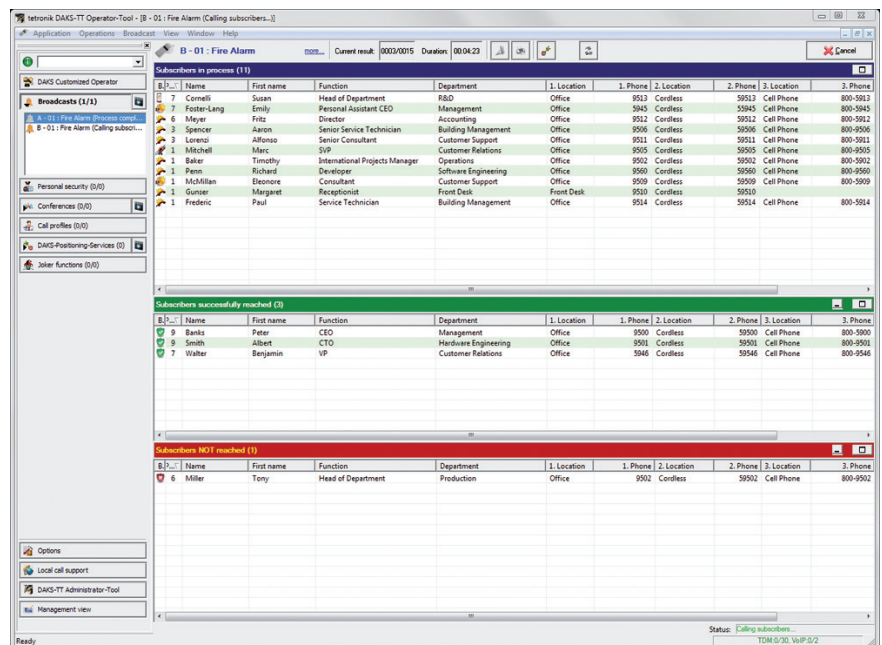 tetronik DAKS-TT Operator-Tool - [B - 01 : Fire Alarm (Calling subscribers...)]
Application Operations Broadcast View Window Help
B - 01 : Fire Alarm more... Current result: 0003/0015 Duration: 00:04:23 Cancel
DAKS Customized Operator
Broadcasts (1/1)
A - 01 : Fire Alarm (Process compl...
B - 01 : Fire Alarm (Calling subscri...
Personal security (0/0)
Conferences (0/0)
Call profiles (0/0)
DAKS-Positioning-Services (0)
Joker functions (0/0)
Options
Local call support
DAKS-TT Administrator-Tool
Management view
Subscribers in process (11)
B. P... Name First name Function Department 1. Location 1. Phone 2. Location 2. Phone 3. Location 3. Phone
7 Cornelli Susan Head of Department R&D Office 9513 Cordless 59513 Cell Phone 800-5913
7 Foster-Lang Emily Personal Assistant CEO Management Office 5945 Cordless 55945 Cell Phone 800-5945
6 Meyer Fritz Director Accounting Office 9512 Cordless 59512 Cell Phone 800-5912
3 Spencer Aaron Senior Service Technician Building Management Office 9506 Cordless 59506 Cell Phone 800-9506
3 Lorenzi Alfonso Senior Consultant Customer Support Office 9511 Cordless 59511 Cell Phone 800-5911
1 Mitchell Marc SVP Customer Relations Office 9505 Cordless 59505 Cell Phone 800-9505
1 Baker Timothy International Projects Manager Operations Office 9502 Cordless 59502 Cell Phone 800-5902
1 Penn Richard Developer Software Engineering Office 9560 Cordless 59560 Cell Phone 800-9560
1 McMillan Eleonore Consultant Customer Support Office 9509 Cordless 59509 Cell Phone 800-5909
1 Gunser Margaret Receptionist Front Desk Front Desk 9510 Cordless 59510
1 Frederic Paul Service Technician Building Management Office 9514 Cordless 59514 Cell Phone 800-5914
Subscribers successfully reached (3)
B. P... Name First name Function Department 1. Location 1. Phone 2. Location 2. Phone 3. Location 3. Phone
9 Banks Peter CEO Management Office 9500 Cordless 59500 Cell Phone 800-5900
9 Smith Albert CTO Hardware Engineering Office 9501 Cordless 59501 Cell Phone 800-9501
7 Walter Benjamin VP Customer Relations Office 5946 Cordless 59546 Cell Phone 800-9546
Subscribers NOT reached (1)
B. P... Name First name Function Department 1. Location 1. Phone 2. Location 2. Phone 3. Location 3. Phone
6 Miller Tony Head of Department Production Office 9502 Cordless 59502 Cell Phone 800-9502
Status: Calling subscribers...
Ready TDM:0/30, VoIP:0/2